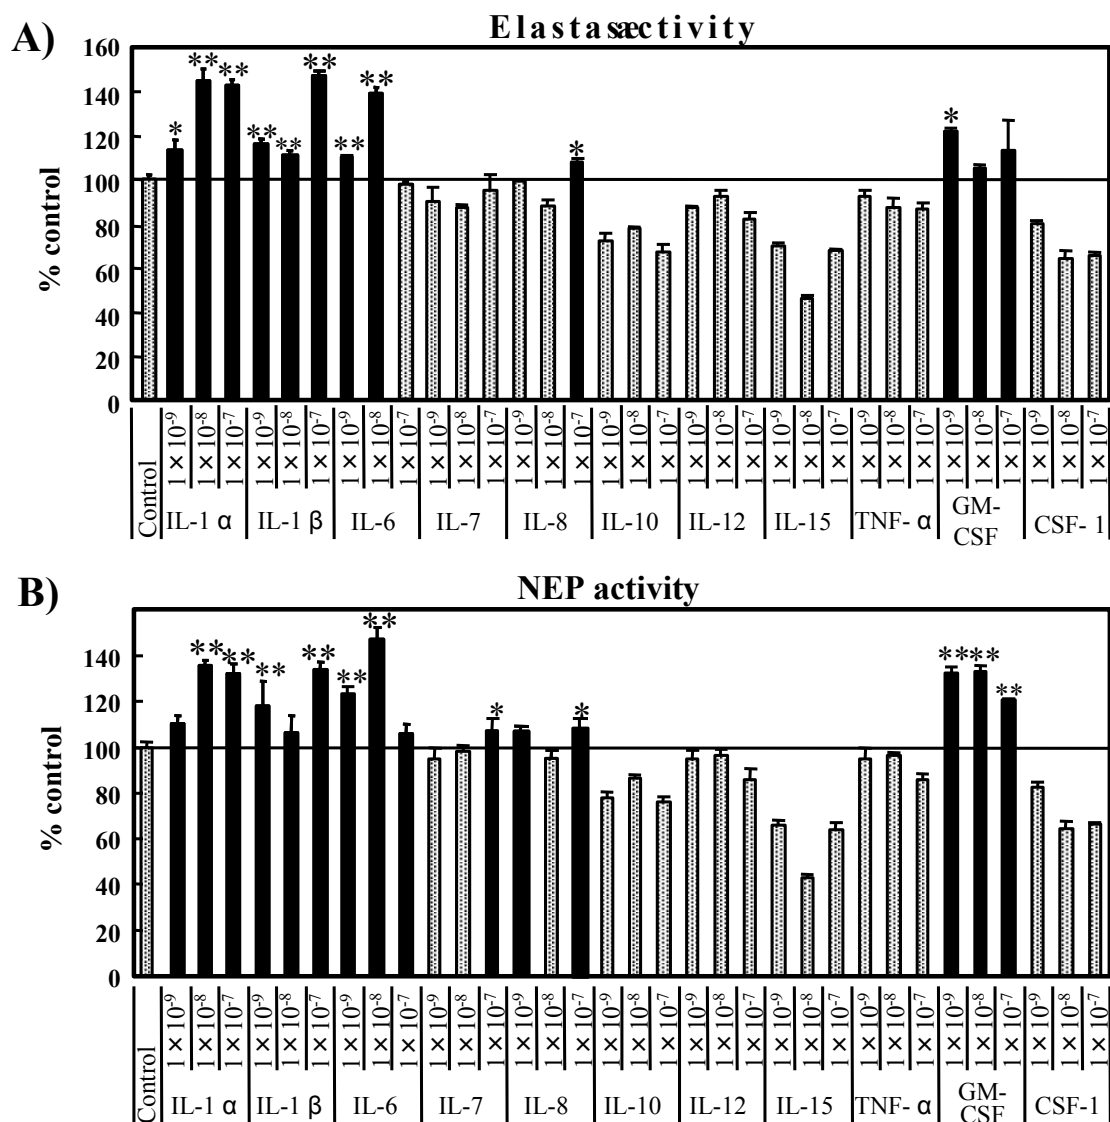 A)
Elastasæctivity
160
140
120
100
80
60
40
20
0
% control
** ** ** **
* ** ** ** * *
Control
1×10-9 1×10-8 1×10-7 1×10-9 1×10-8 1×10-7 1×10-9 1×10-8 1×10-7 1×10-9 1×10-8 1×10-7 1×10-9 1×10-8 1×10-7 1×10-9 1×10-8 1×10-7 1×10-9 1×10-8 1×10-7 1×10-9 1×10-8 1×10-7 1×10-9 1×10-8 1×10-7 1×10-9 1×10-8 1×10-7 1×10-9 1×10-8 1×10-7
IL-1 α IL-1 β IL-6 IL-7 IL-8 IL-10 IL-12 IL-15 TNF- α GM-CSF CSF- 1
B)
NEP activity
140
120
100
80
60
40
20
0
% control
** ** ** ** ** ** * * ** ** **
Control
1×10-9 1×10-8 1×10-7 1×10-9 1×10-8 1×10-7 1×10-9 1×10-8 1×10-7 1×10-9 1×10-8 1×10-7 1×10-9 1×10-8 1×10-7 1×10-9 1×10-8 1×10-7 1×10-9 1×10-8 1×10-7 1×10-9 1×10-8 1×10-7 1×10-9 1×10-8 1×10-7 1×10-9 1×10-8 1×10-7 1×10-9 1×10-8 1×10-7
IL-1 α IL-1 β IL-6 IL-7 IL-8 IL-10 IL-12 IL-15 TNF- α GM-CSF CSF-1